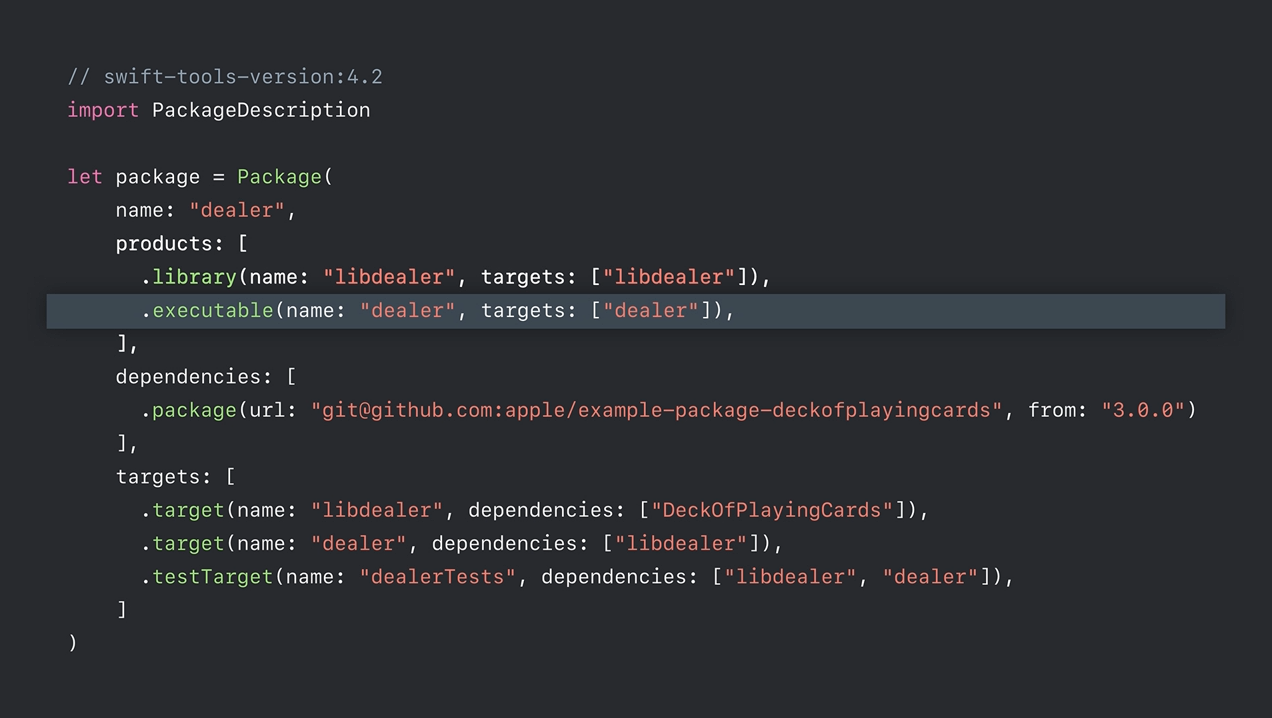 // swift-tools-version:4.2
import PackageDescription

let package = Package(
    name: "dealer",
    products: [
      .library(name: "libdealer", targets: ["libdealer"]),
      .executable(name: "dealer", targets: ["dealer"]),
    ],
    dependencies: [
      .package(url: "git@github.com:apple/example-package-deckofplayingcards", from: "3.0.0")
    ],
    targets: [
      .target(name: "libdealer", dependencies: ["DeckOfPlayingCards"]),
      .target(name: "dealer", dependencies: ["libdealer"]),
      .testTarget(name: "dealerTests", dependencies: ["libdealer", "dealer"]),
    ]
)